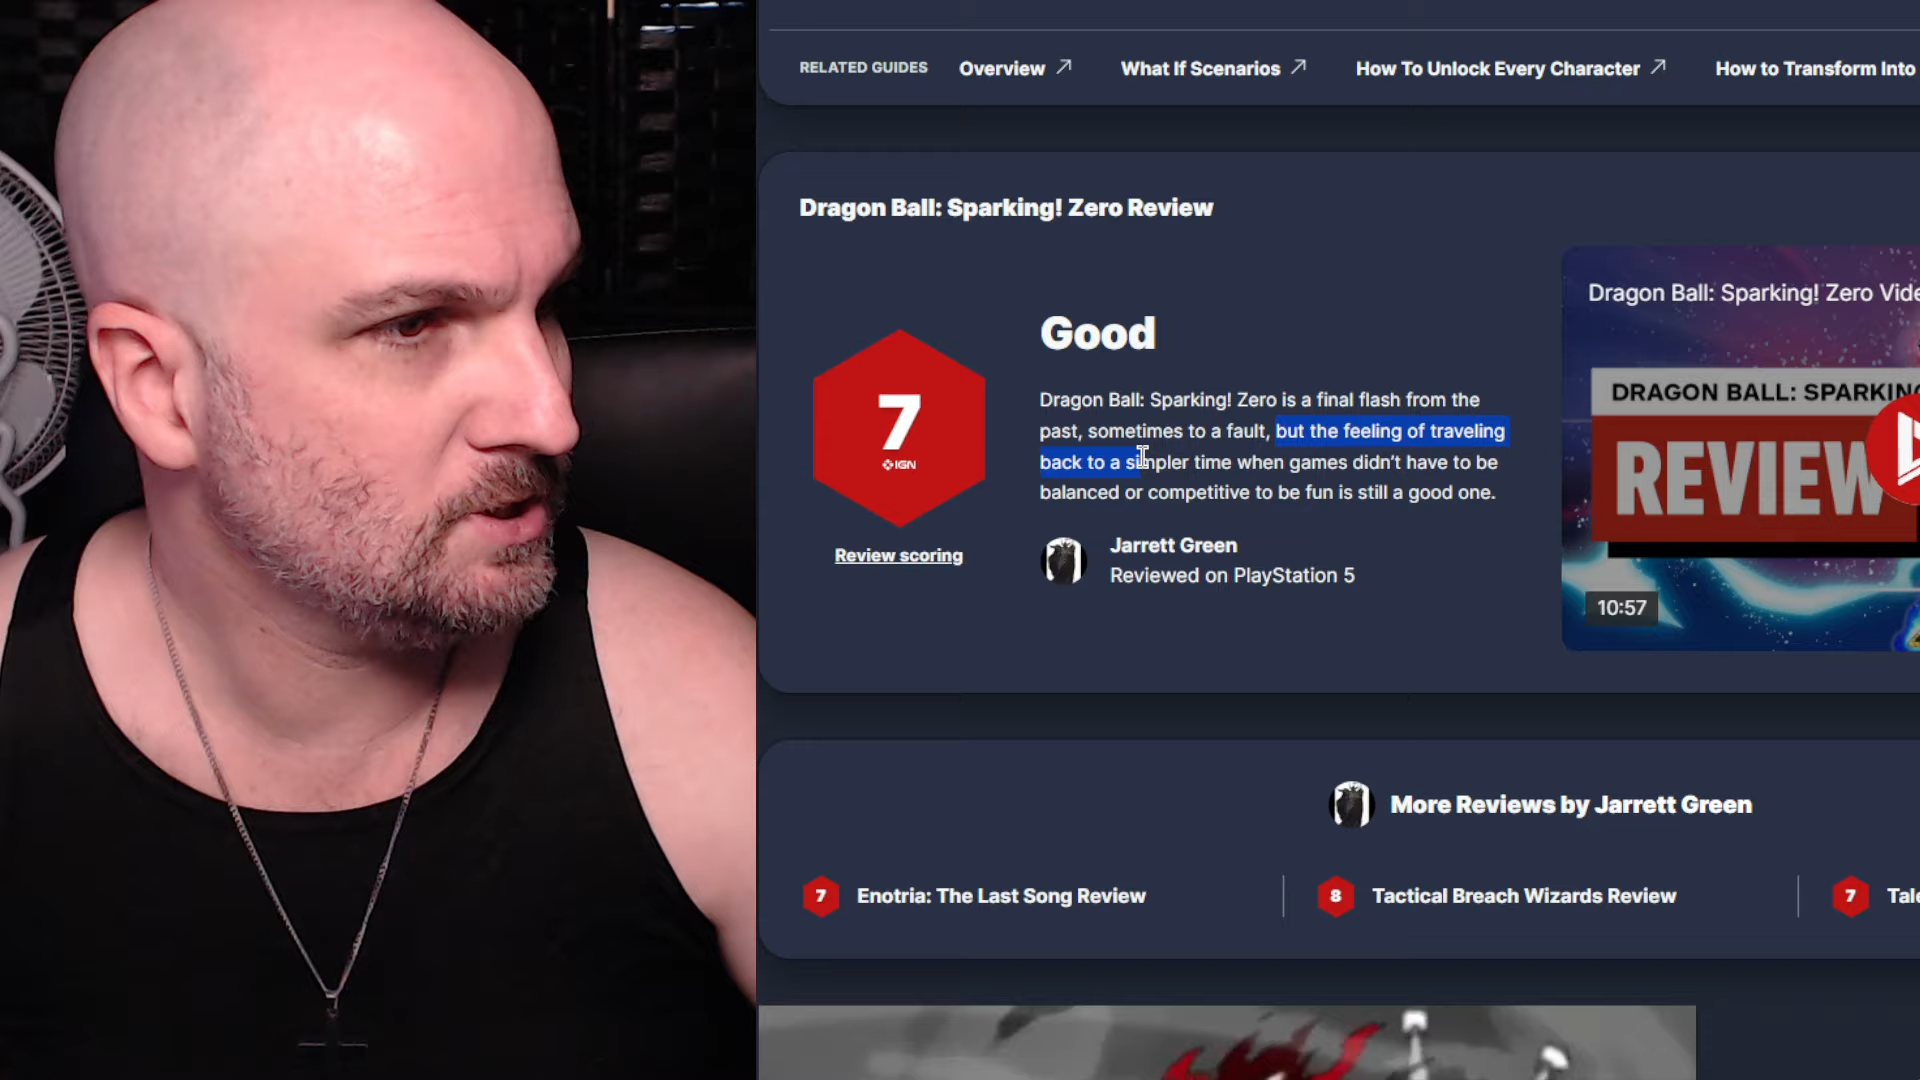 RELATED GUIDES Overview What If Scenarios How To Unlock Every Character How to Transform Into
Dragon Ball: Sparking! Zero Review
Good
7
IGN
Review scoring
Dragon Ball: Sparking! Zero is a final flash from the
past, sometimes to a fault, but the feeling of traveling
back to a simpler time when games didn't have to be
balanced or competitive to be fun is still a good one.
Jarrett Green
Reviewed on PlayStation 5
Dragon Ball: Sparking! Zero
DRAGON BALL:
REVIEW
10:57
More Reviews by Jarrett Green
7 Enotria: The Last Song Review
8 Tactical Breach Wizards Review
7